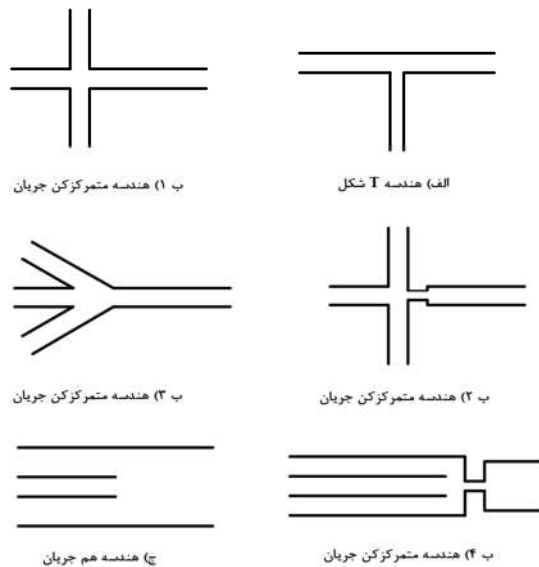 الف) هندسه T شکل
ب ۱) هندسه متمرکزکن جریان
ب ۲) هندسه متمرکزکن جریان
ب ۳) هندسه متمرکزکن جریان
ب ۴) هندسه متمرکزکن جریان
ج) هندسه هم جریان